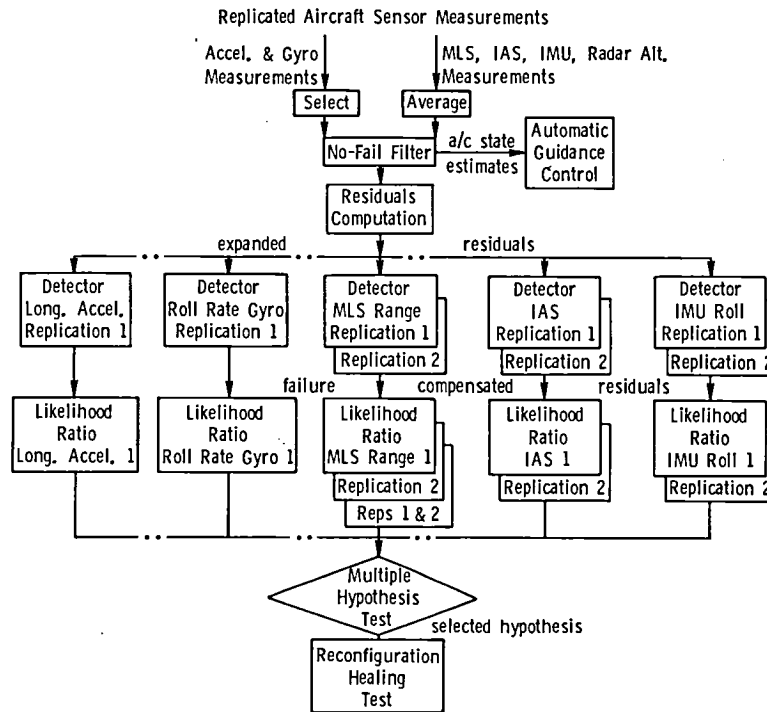 Replicated Aircraft Sensor Measurements
Accel. & Gyro
Measurements
MLS, IAS, IMU, Radar Alt.
Measurements
Select
Average
No-Fail Filter
a/c state
estimates
Automatic
Guidance
Control
Residuals
Computation
expanded
residuals
Detector
Long. Accel.
Replication 1
Detector
Roll Rate Gyro
Replication 1
Detector
MLS Range
Replication 1
Replication 2
Detector
IAS
Replication 1
Replication 2
Detector
IMU Roll
Replication 1
Replication 2
failure
compensated
residuals
Likelihood
Ratio
Long. Accel. 1
Likelihood
Ratio
Roll Rate Gyro 1
Likelihood
Ratio
MLS Range 1
Replication 2
Reps 1 & 2
Likelihood
Ratio
IAS 1
Replication 2
Likelihood
Ratio
IMU Roll 1
Replication 2
Multiple
Hypothesis
Test
selected hypothesis
Reconfiguration
Healing
Test